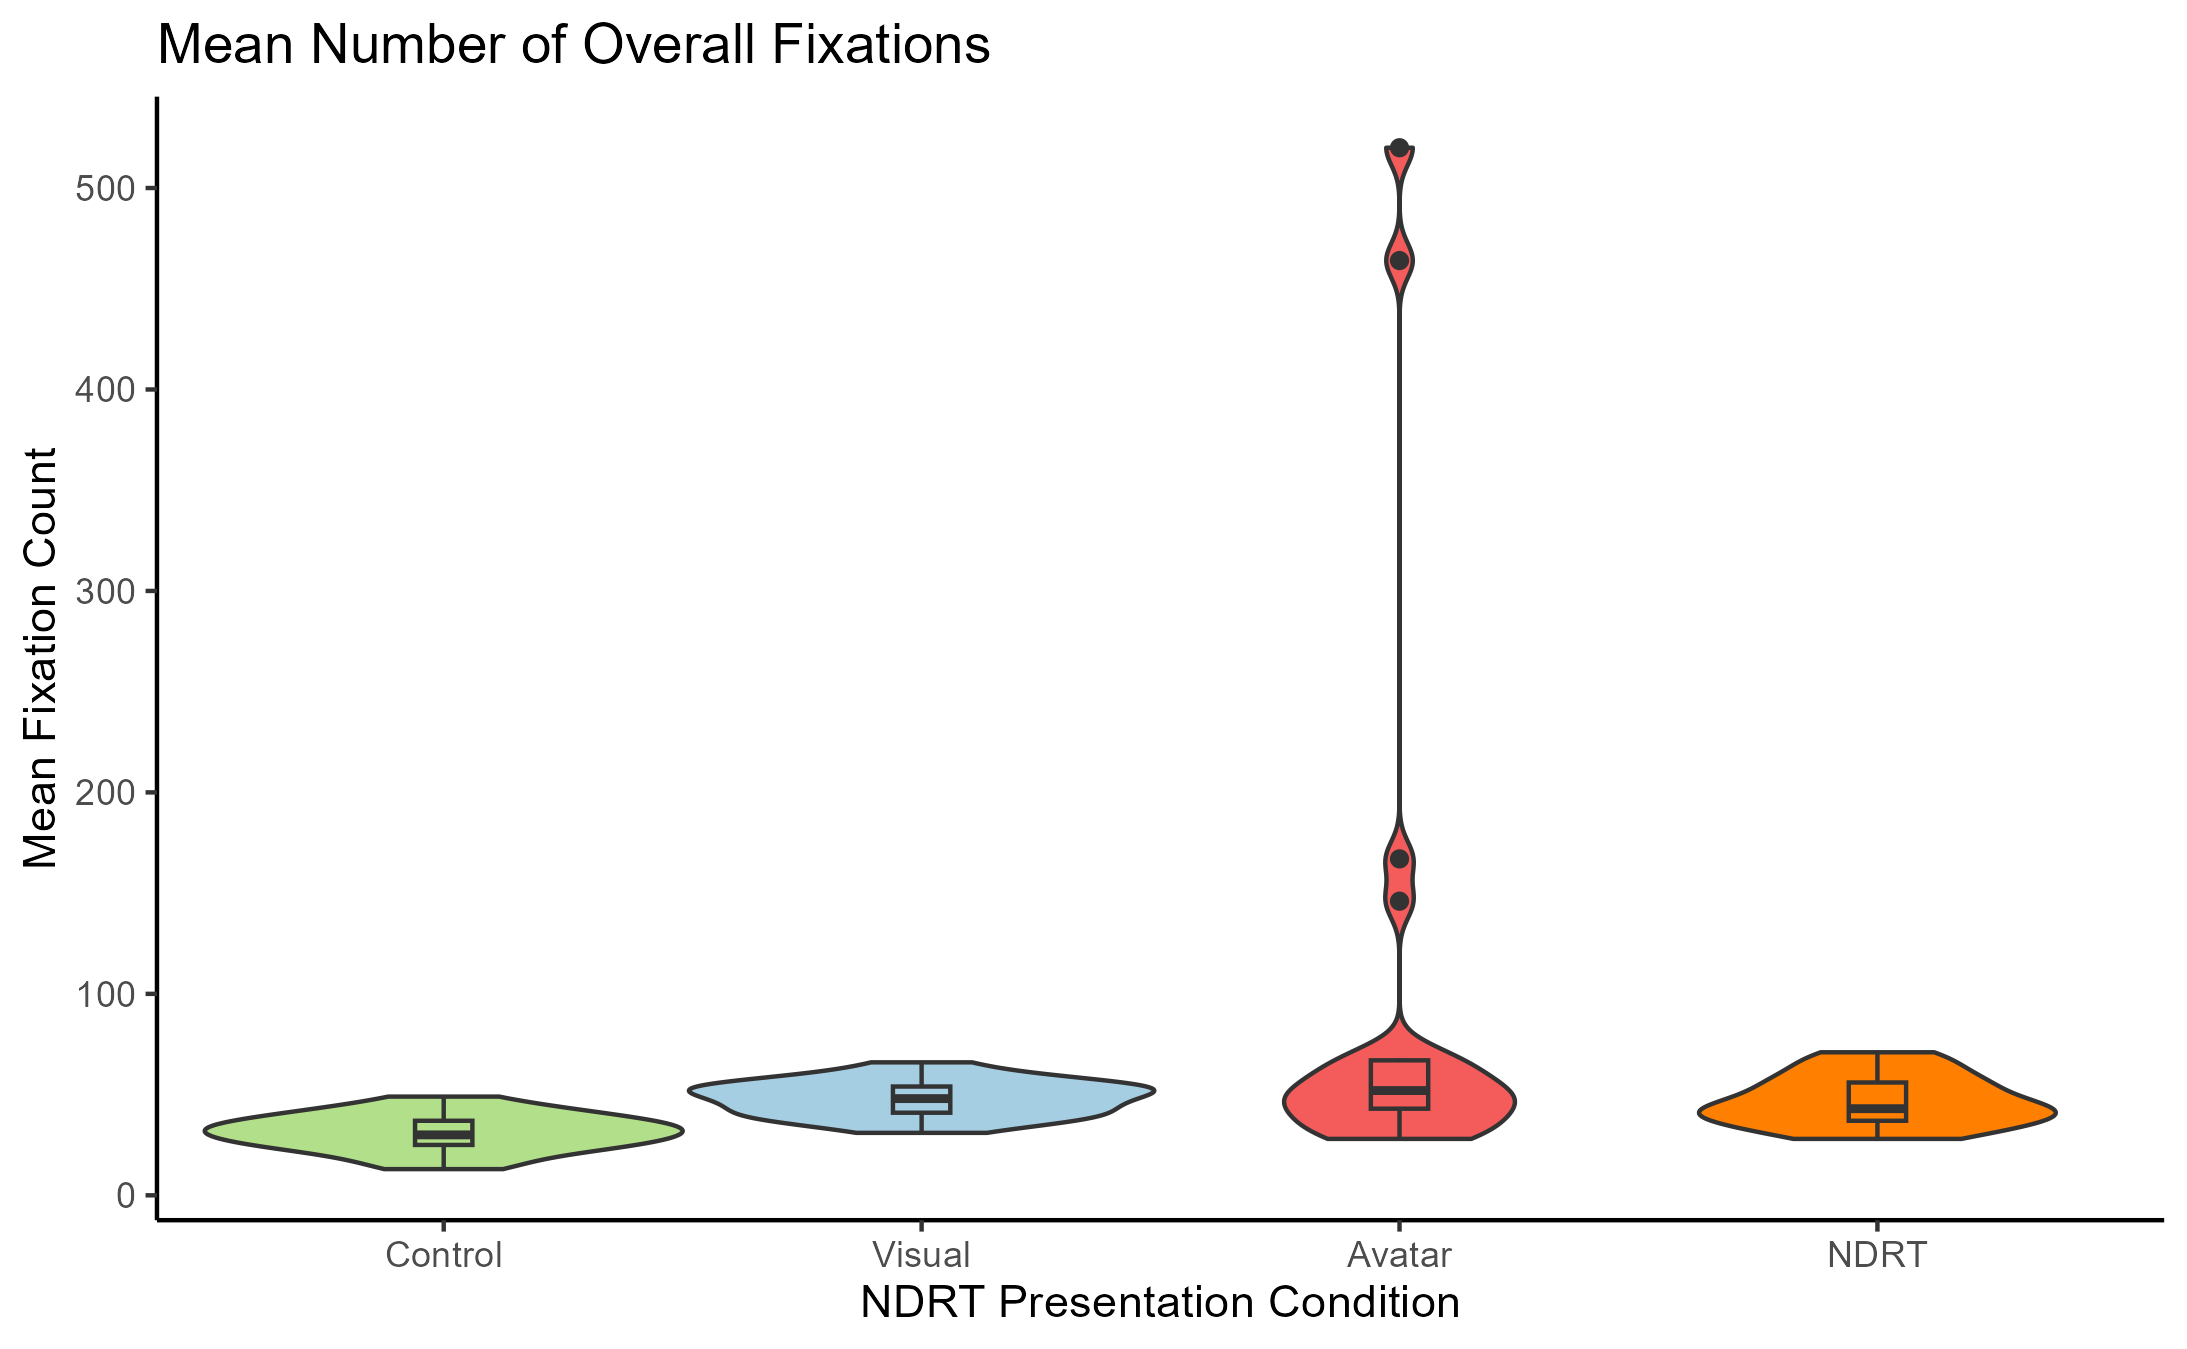 Mean Number of Overall Fixations
Mean Fixation Count
500
400
300
200
100
0
Control Visual Avatar NDRT
NDRT Presentation Condition